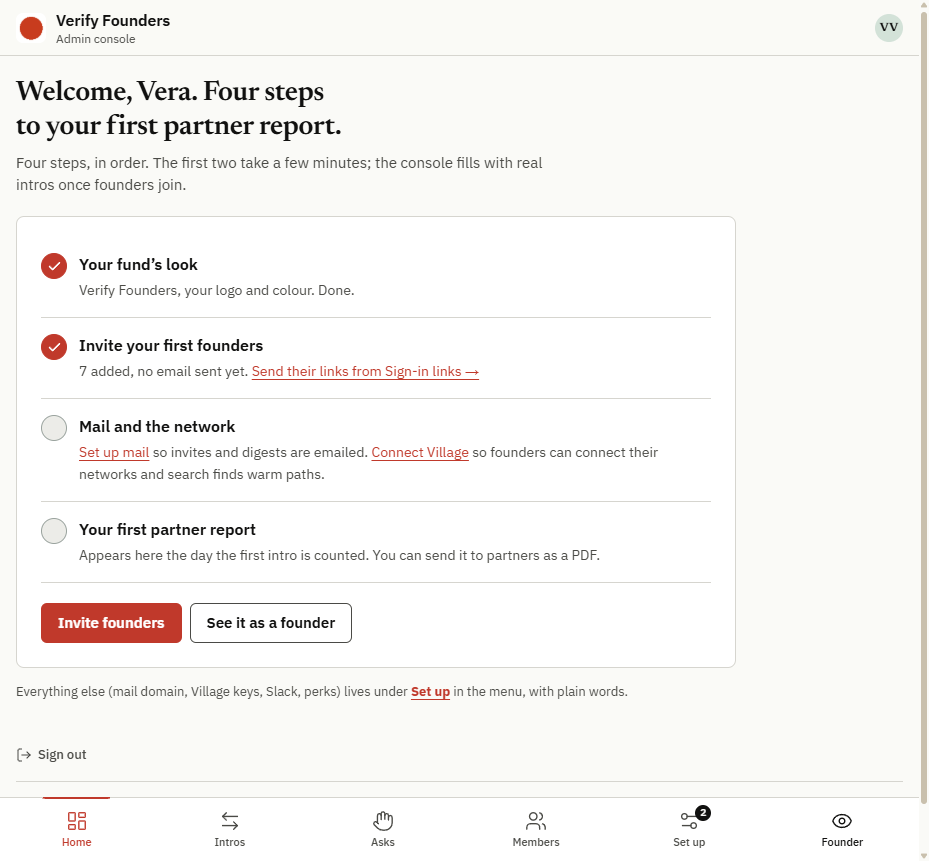 Verify Founders
Admin console
VV
Welcome, Vera. Four steps
to your first partner report.
Four steps, in order. The first two take a few minutes; the console fills with real
intros once founders join.
Your fund’s look
Verify Founders, your logo and colour. Done.
Invite your first founders
7 added, no email sent yet. Send their links from Sign-in links →
Mail and the network
Set up mail so invites and digests are emailed. Connect Village so founders can connect their
networks and search finds warm paths.
Your first partner report
Appears here the day the first intro is counted. You can send it to partners as a PDF.
Invite founders
See it as a founder
Everything else (mail domain, Village keys, Slack, perks) lives under Set up in the menu, with plain words.
Sign out
Home
Intros
Asks
Members
2
Set up
Founder